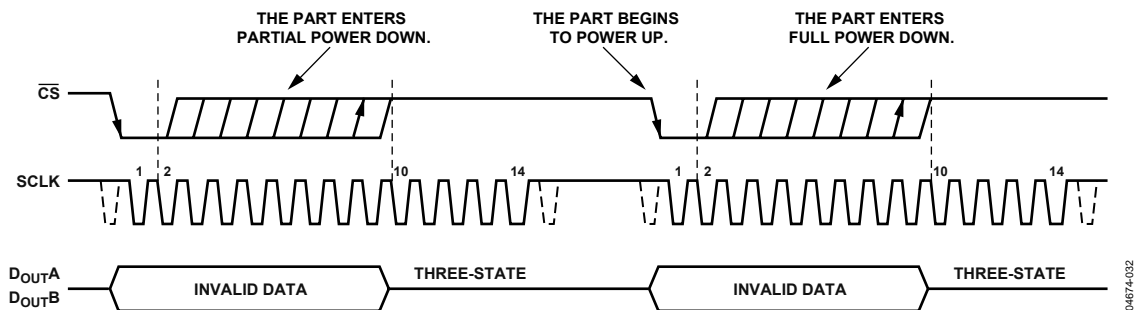 THE PART ENTERS
PARTIAL POWER DOWN.
THE PART BEGINS
TO POWER UP.
THE PART ENTERS
FULL POWER DOWN.
CS
SCLK
1 2 10 14 1 2 10 14
DOUTA
DOUTB
INVALID DATA
THREE-STATE
INVALID DATA
THREE-STATE
04674-032